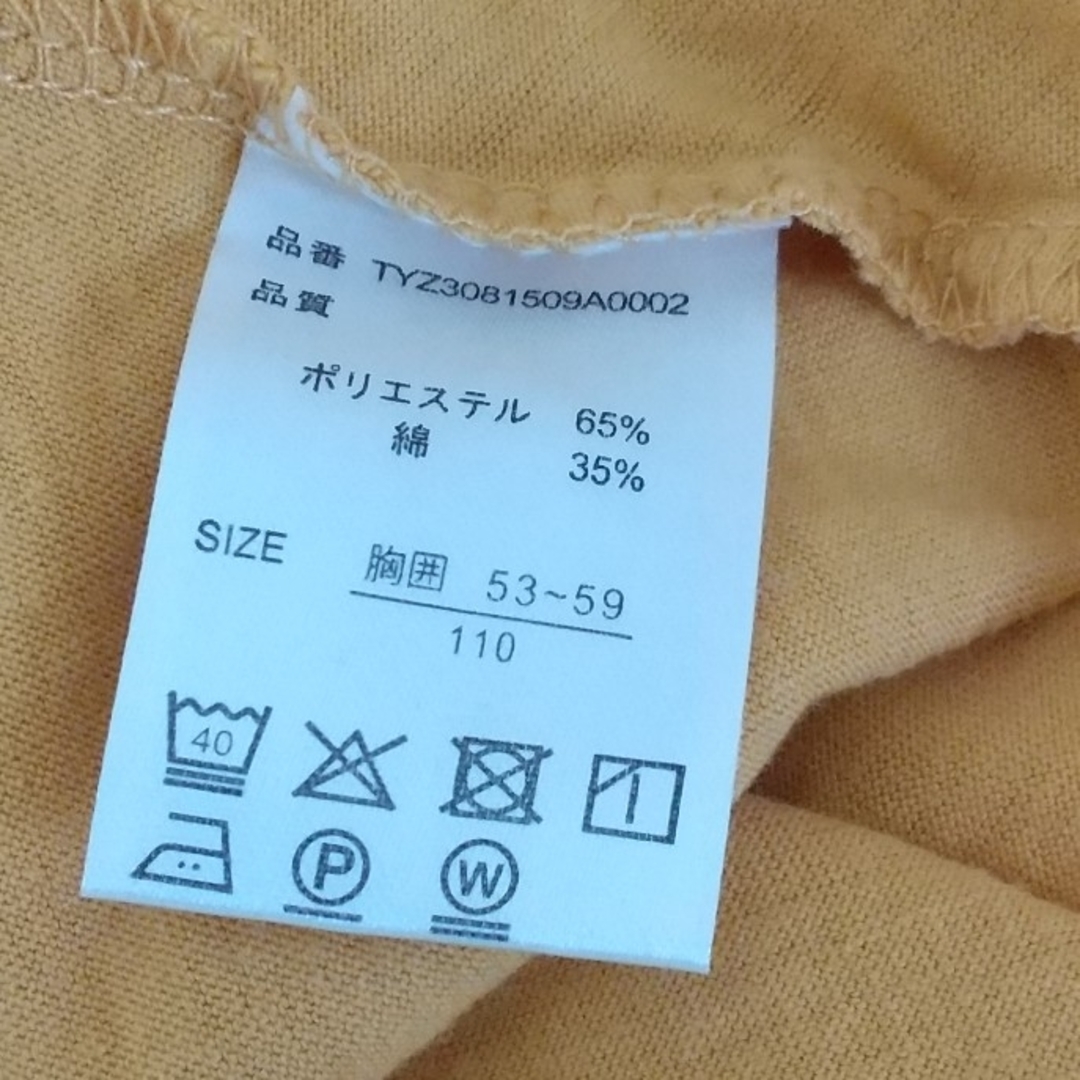 品番 TYZ3081509A0002
品質
ポリエステル 65%
綿 35%
SIZE 胸囲 53~59
110
40
P W